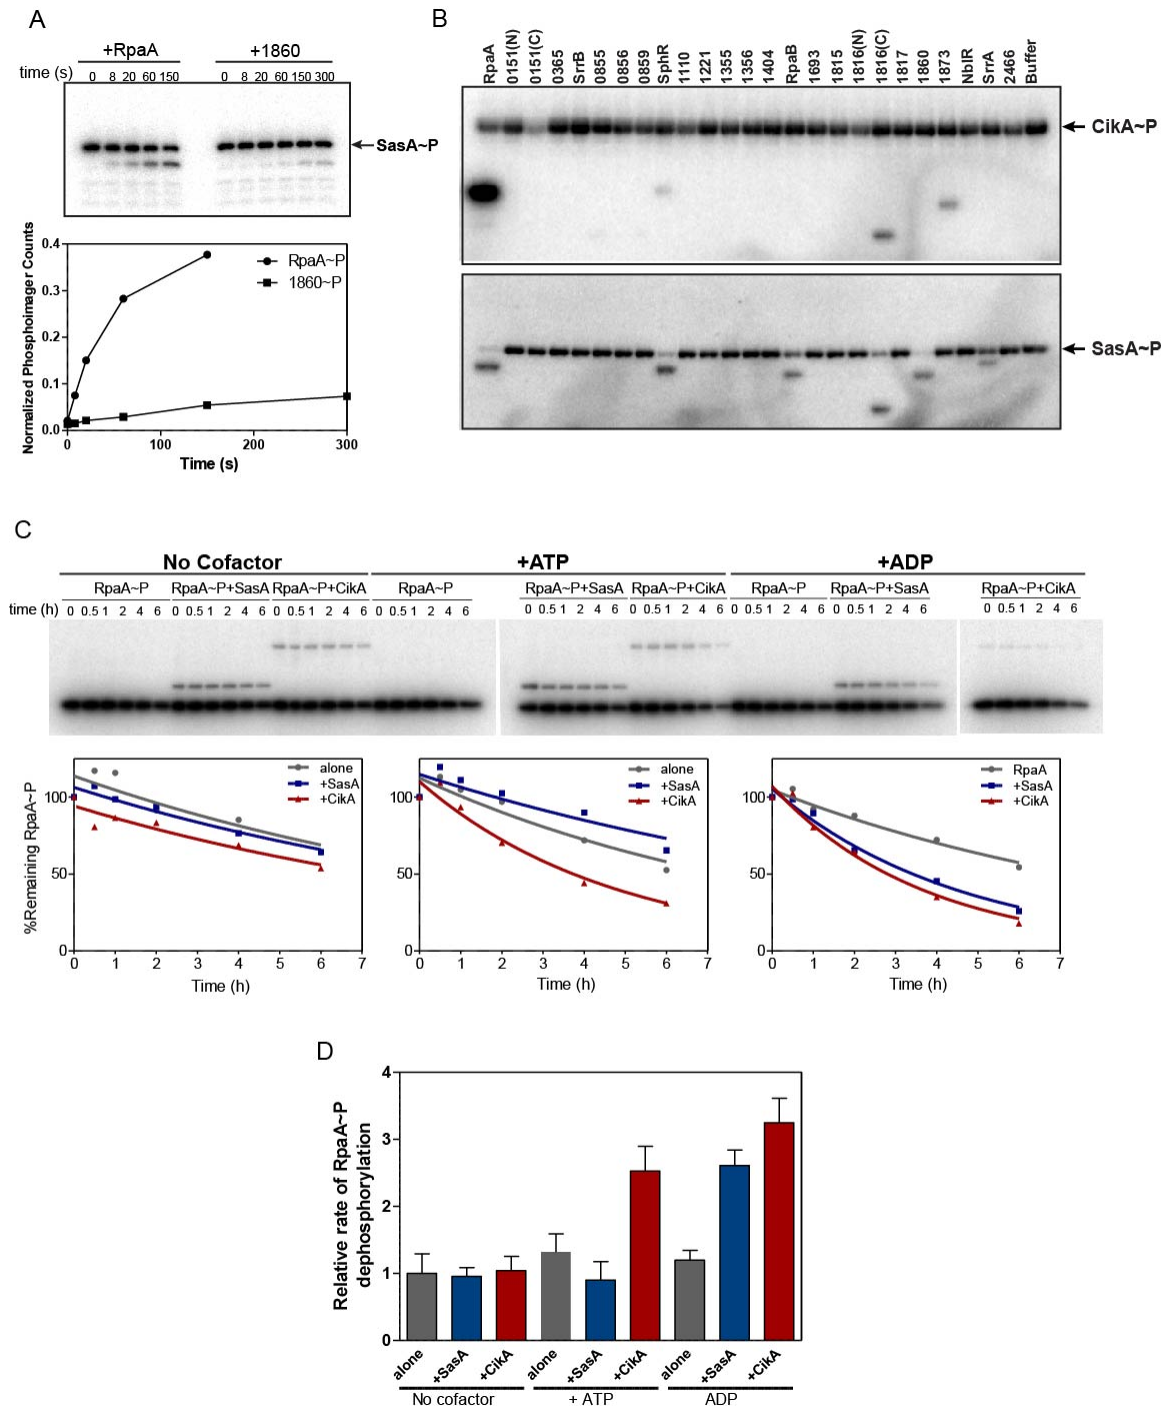 A
+RpaA +1860
time (s) 0 8 20 60 150 0 8 20 60 150 300
SasA~P
Normalized Phosphoimager Counts
0.4
0.3
0.2
0.1
0.0
RpaA~P
1860~P
0 100 200 300
Time (s)
B
RpaA 0151(N) 0151(C) 0365 SrrB 0855 0856 0859 SphR 1110 1221 1355 1356 1404 RpaB 1693 1815 1816(N) 1816(C) 1817 1860 1873 NblR SrrA 2466 Buffer
CikA~P
SasA~P
C
No Cofactor +ATP +ADP
RpaA~P RpaA~P+SasA RpaA~P+CikA RpaA~P RpaA~P+SasA RpaA~P+CikA RpaA~P RpaA~P+SasA RpaA~P+CikA
time (h) 0 0.5 1 2 4 6 0 0.5 1 2 4 6 0 0.5 1 2 4 6 0 0.5 1 2 4 6 0 0.5 1 2 4 6 0 0.5 1 2 4 6 0 0.5 1 2 4 6 0 0.5 1 2 4 6 0 0.5 1 2 4 6
%Remaining RpaA~P
100
50
0
alone
+SasA
+CikA
0 1 2 3 4 5 6 7
Time (h)
100
50
0
alone
+SasA
+CikA
0 1 2 3 4 5 6 7
Time (h)
100
50
0
RpaA
+SasA
+CikA
0 1 2 3 4 5 6 7
Time (h)
D
Relative rate of RpaA~P
dephosphorylation
4
3
2
1
0
alone +SasA +CikA alone +SasA +CikA alone +SasA +CikA
No cofactor + ATP ADP